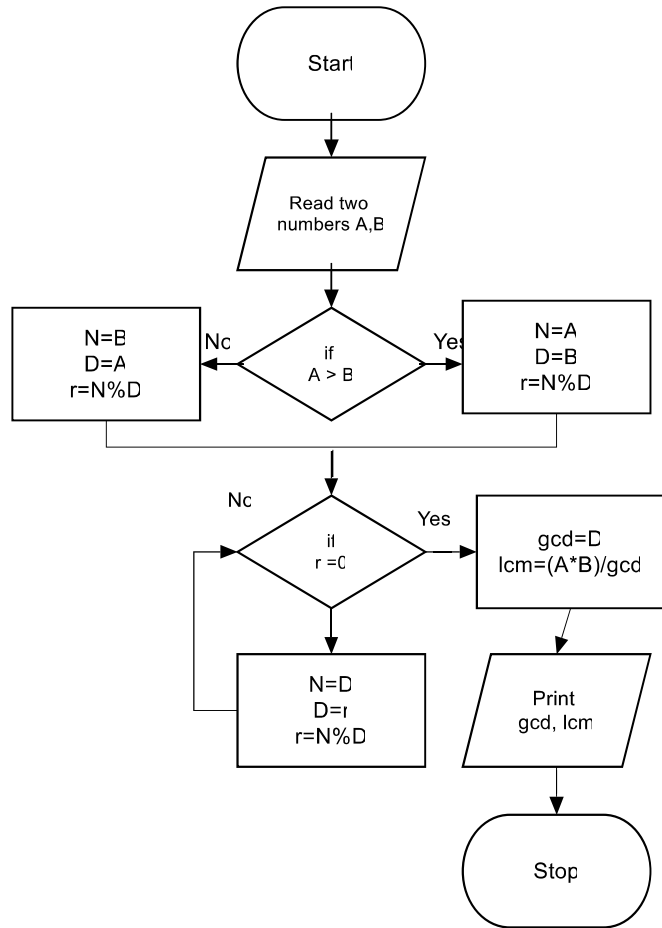 Start
Read two
numbers A,B
if
A > B
No
N=B
D=A
r=N%D
Yes
N=A
D=B
r=N%D
if
r =0
No
N=D
D=r
r=N%D
Yes
gcd=D
lcm=(A*B)/gcd
Print
gcd, lcm
Stop